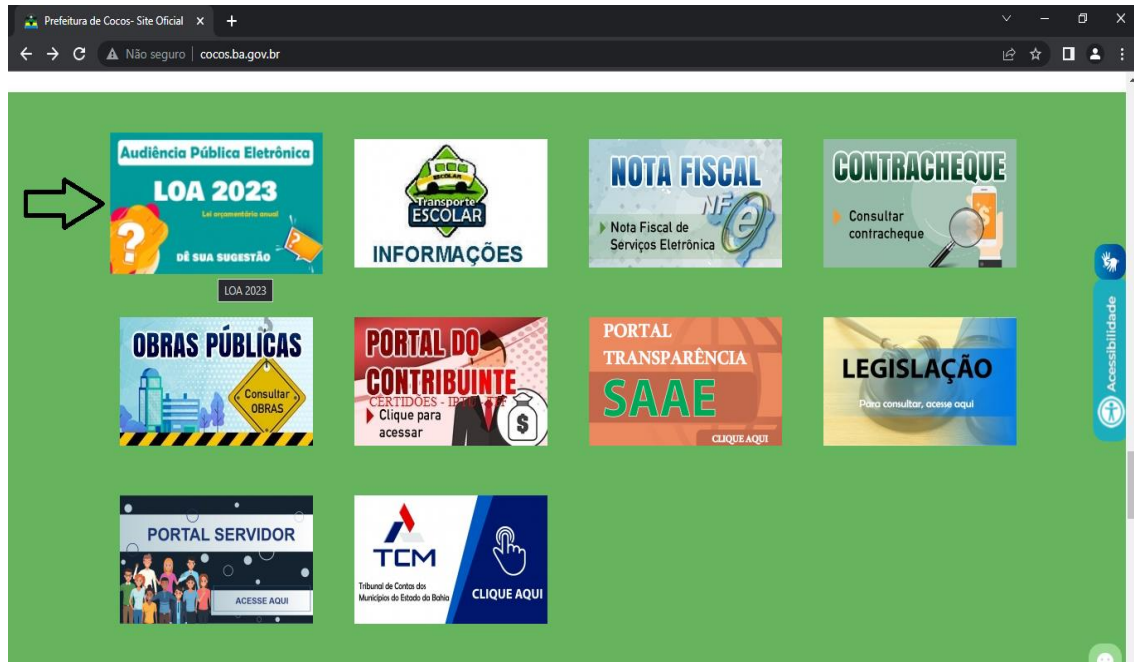 Prefeitura de Cocos- Site Oficial
Não seguro | cocos.ba.gov.br
Audiência Pública Eletrônica
LOA 2023
Lei orçamentária anual
DÊ SUA SUGESTÃO
LOA 2023
Transporte
ESCOLAR
INFORMAÇÕES
NOTA FISCAL
NF e
Nota Fiscal de
Serviços Eletrônica
CONTRACHEQUE
Consultar
contracheque
OBRAS PÚBLICAS
Consultar
OBRAS
PORTAL DO
CONTRIBUINTE
CERTIDÕES -
Clique para
acessar
PORTAL
TRANSPARÊNCIA
SAAE
CLIQUE AQUI
LEGISLAÇÃO
Para consultar, acesse aqui
Acessibilidade
PORTAL SERVIDOR
ACESSE AQUI
TCM
Tribunal de Contas dos
Municípios do Estado da Bahia
CLIQUE AQUI